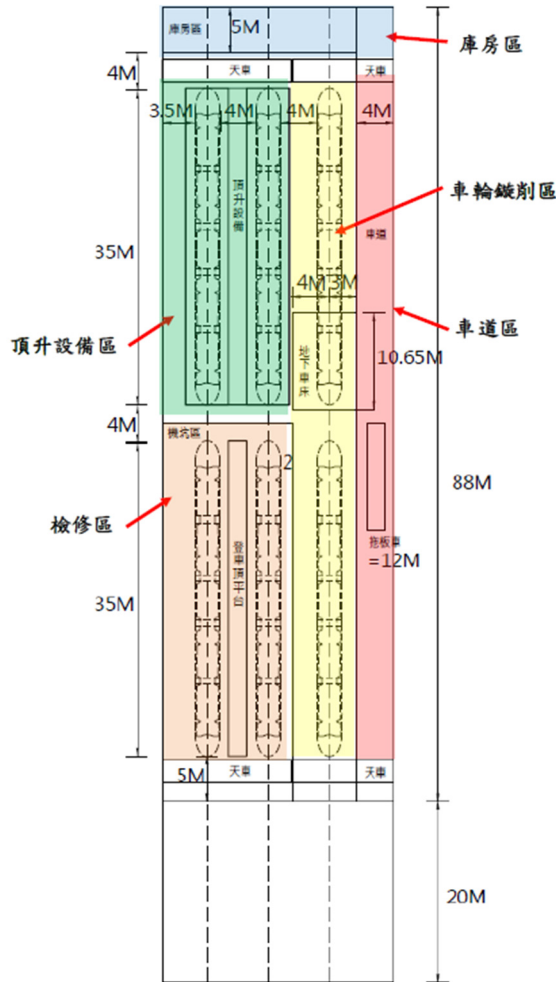 庫房區
5M
庫房區
4M
天車
天車
3.5M
4M
4M
4M
頂升設備
車輪鏇削區
車道
35M
4M
3M
車道區
頂升設備區
地下車床
10.65M
4M
機坑區
2
88M
檢修區
拖板車
=12M
登車頂平台
35M
5M
天車
天車
20M